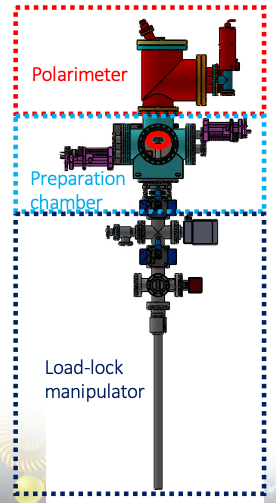 Polarimeter
Preparation
chamber
Load-lock
manipulator